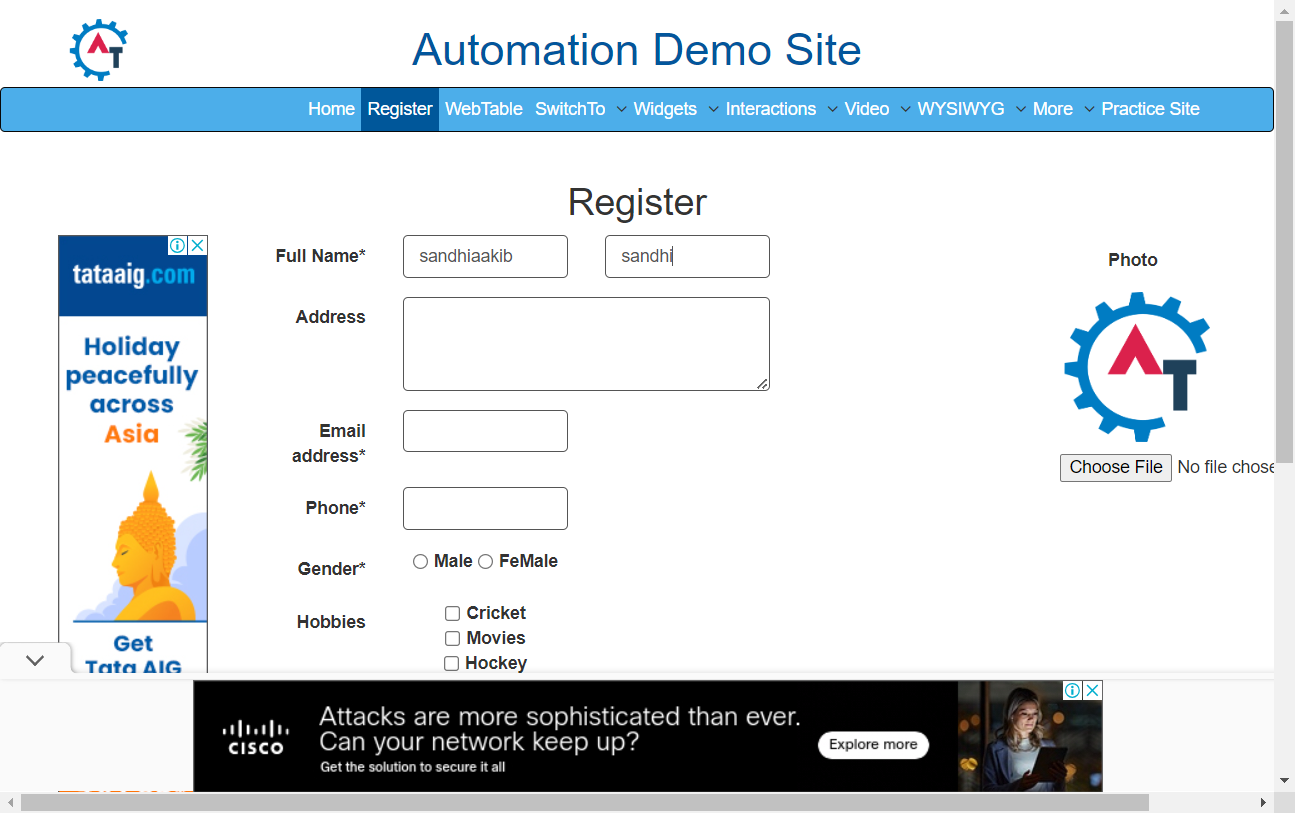 AT
Automation Demo Site
Home Register WebTable SwitchTo Widgets Interactions Video WYSIWYG More Practice Site
Register
tataaig.com
Holiday
peacefully
across
Asia
Get
Tata AIG
Full Name* sandhiaakib sandhi
Address
Email
address*
Phone*
Gender* Male FeMale
Hobbies Cricket
Movies
Hockey
Photo
AT
Choose File No file chose
CISCO
Attacks are more sophisticated than ever.
Can your network keep up?
Get the solution to secure it all
Explore more